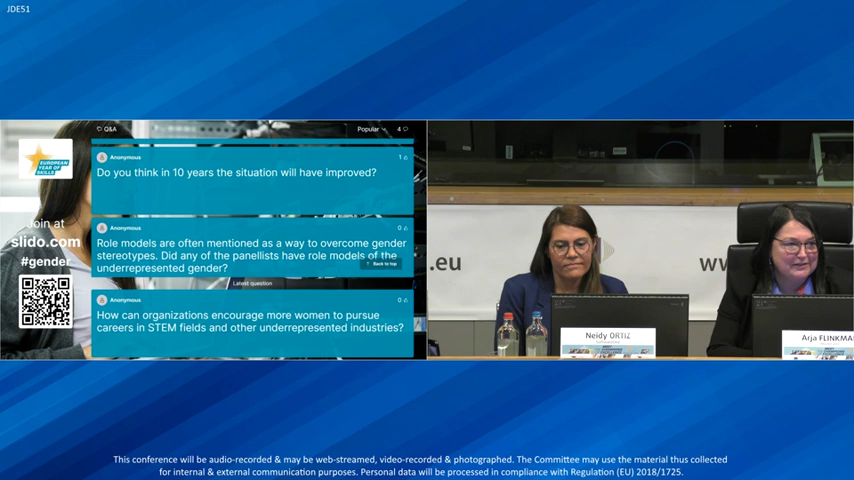 JDE51
Q&A
Popular
4
EUROPEAN
YEAR OF
SKILLS
Join at
slido.com
#gender
Anonymous
1
Do you think in 10 years the situation will have improved?
Anonymous
0
Role models are often mentioned as a way to overcome gender
stereotypes. Did any of the panellists have role models of the
underrepresented gender?
Back to top
Latest question
Anonymous
0
How can organizations encourage more women to pursue
careers in STEM fields and other underrepresented industries?
.eu
ww
Neidy ORTIZ
Arja FLINKMA
This conference will be audio-recorded & may be web-streamed, video-recorded & photographed. The Committee may use the material thus collected
for internal & external communication purposes. Personal data will be processed in compliance with Regulation (EU) 2018/1725.